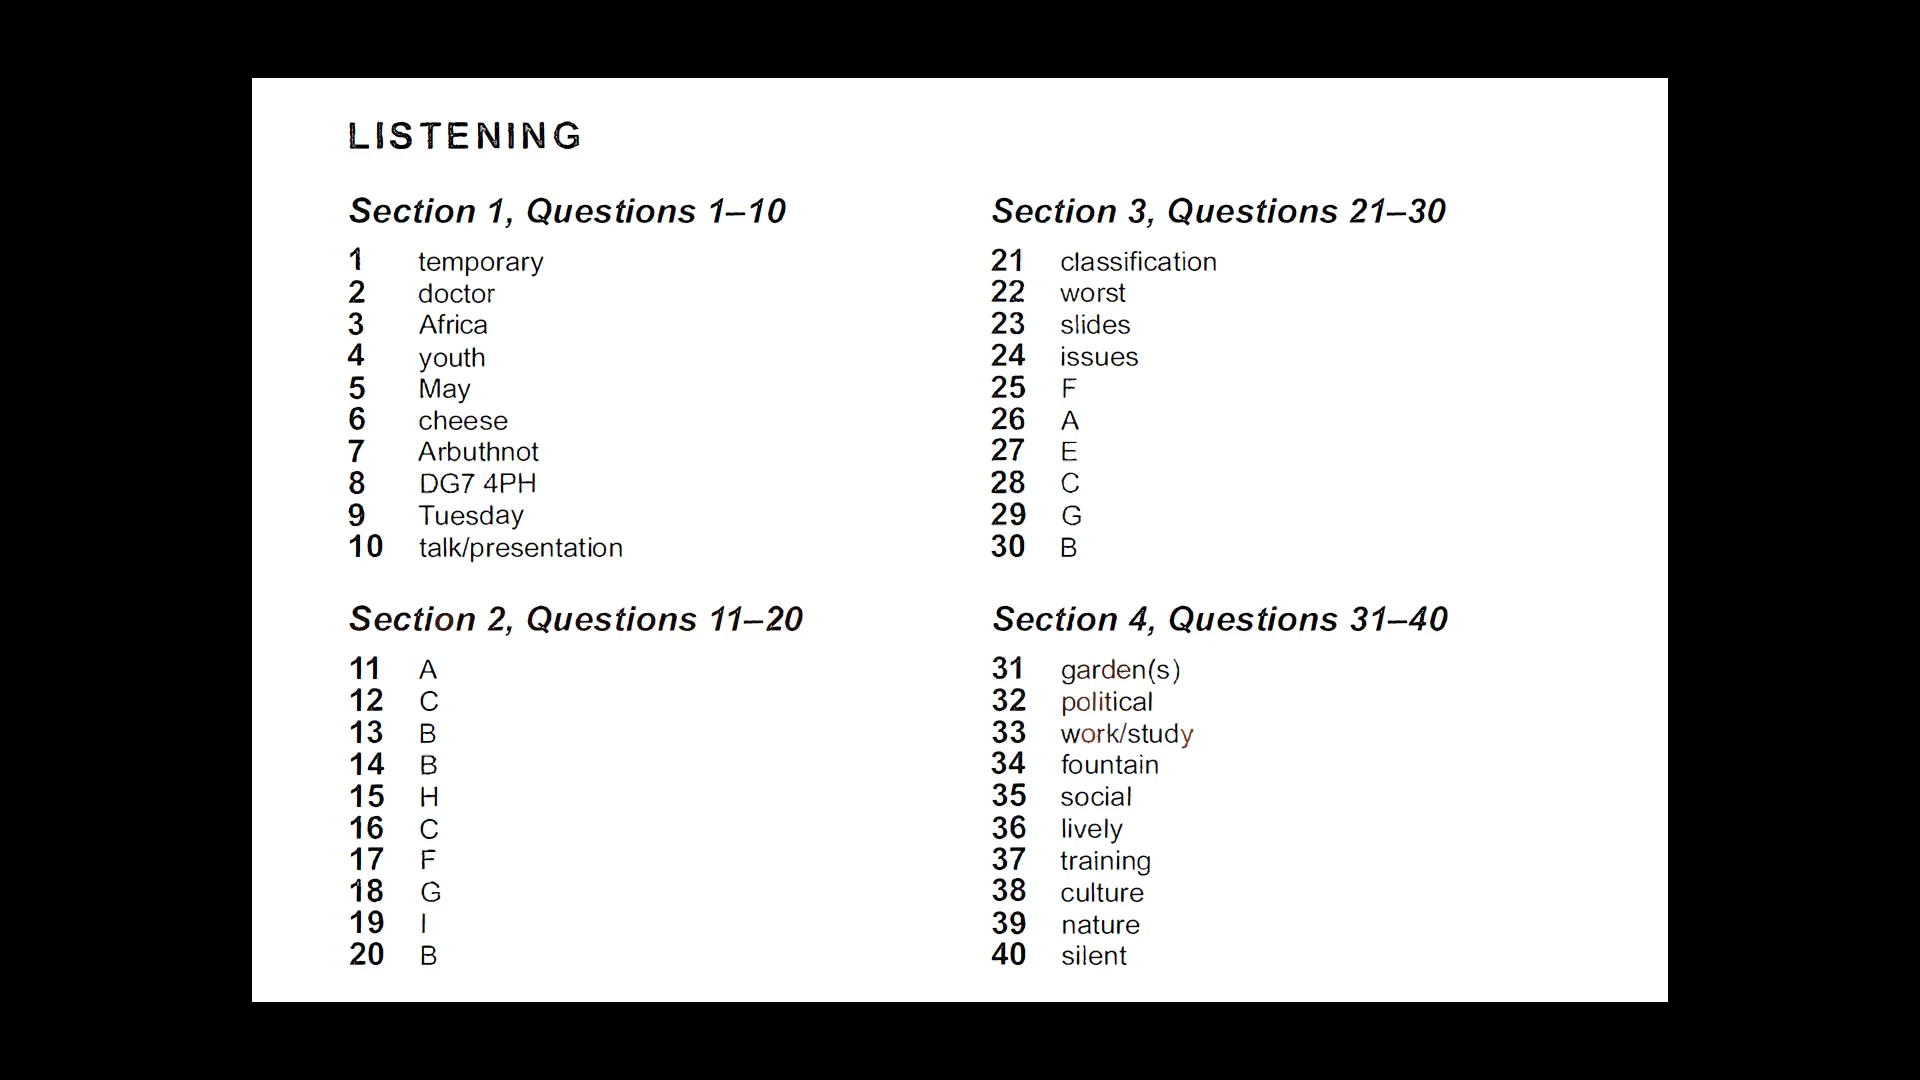 LISTENING
Section 1, Questions 1–10
1 temporary
2 doctor
3 Africa
4 youth
5 May
6 cheese
7 Arbuthnot
8 DG7 4PH
9 Tuesday
10 talk/presentation
Section 2, Questions 11–20
11 A
12 C
13 B
14 B
15 H
16 C
17 F
18 G
19 I
20 B
Section 3, Questions 21–30
21 classification
22 worst
23 slides
24 issues
25 F
26 A
27 E
28 C
29 G
30 B
Section 4, Questions 31–40
31 garden(s)
32 political
33 work/study
34 fountain
35 social
36 lively
37 training
38 culture
39 nature
40 silent